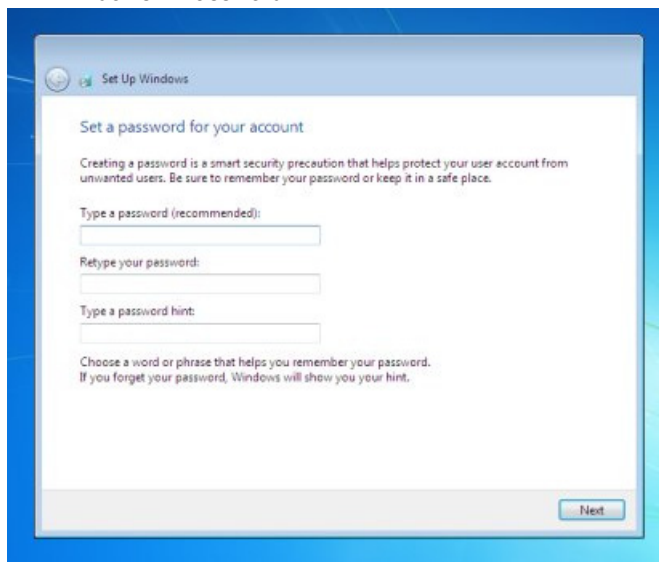 Set Up Windows
Set a password for your account
Creating a password is a smart security precaution that helps protect your user account from
unwanted users. Be sure to remember your password or keep it in a safe place.
Type a password (recommended):
Retype your password:
Type a password hint:
Choose a word or phrase that helps you remember your password.
If you forget your password, Windows will show you your hint.
Next